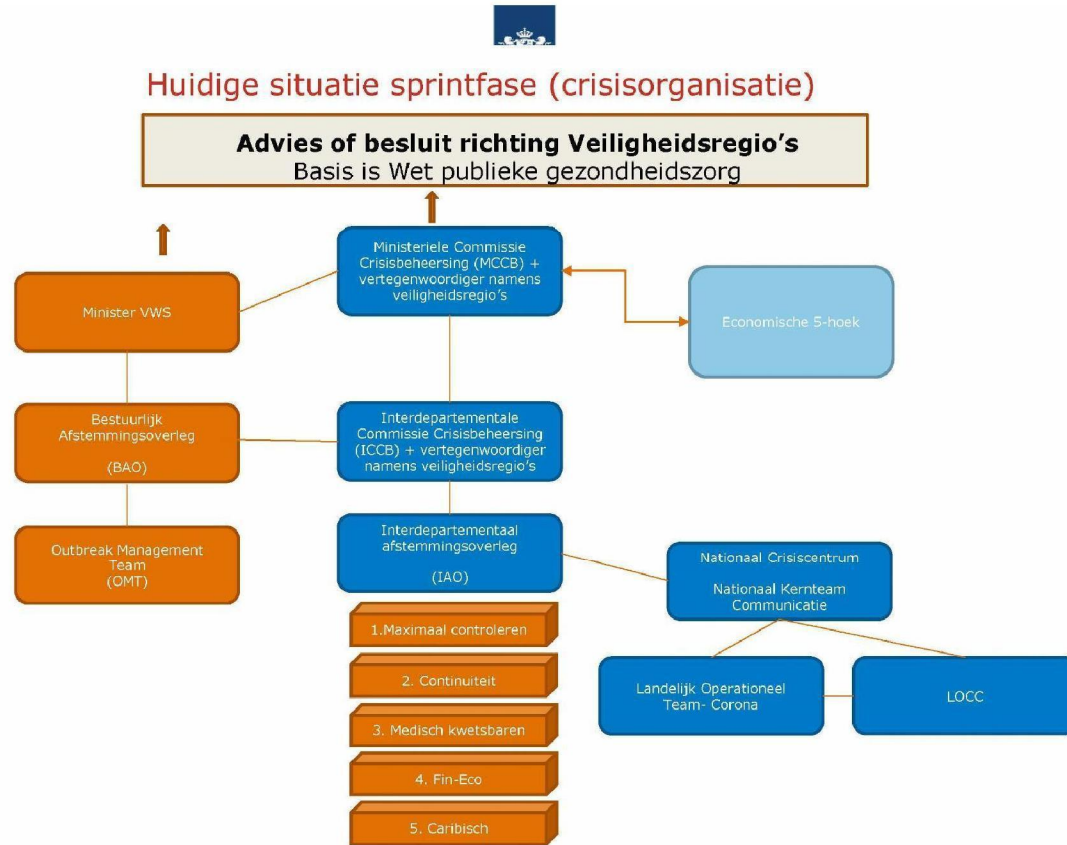 Huidige situatie sprintfase (crisisorganisatie)
Advies of besluit richting Veiligheidsregio's
Basis is Wet publieke gezondheidszorg
Ministeriele Commissie
Crisisbeheersing (MCCB) +
vertegenwoordiger namens
veiligheidsregio's
Minister VWS
Economische 5-hoek
Bestuurlijk
Afstemmingsoverleg
(BAO)
Interdepartementale
Commissie Crisisbeheersing
(ICCB) + vertegenwoordiger
namens veiligheidsregio's
Outbreak Management
Team
(OMT)
Interdepartementaal
afstemmingsoverleg
(IAO)
Nationaal Crisiscentrum
Nationaal Kernteam
Communicatie
1.Maximaal controleren
2. Continuiteit
3. Medisch kwetsbaren
4. Fin-Eco
5. Caribisch
Landelijk Operationeel
Team- Corona
LOCC